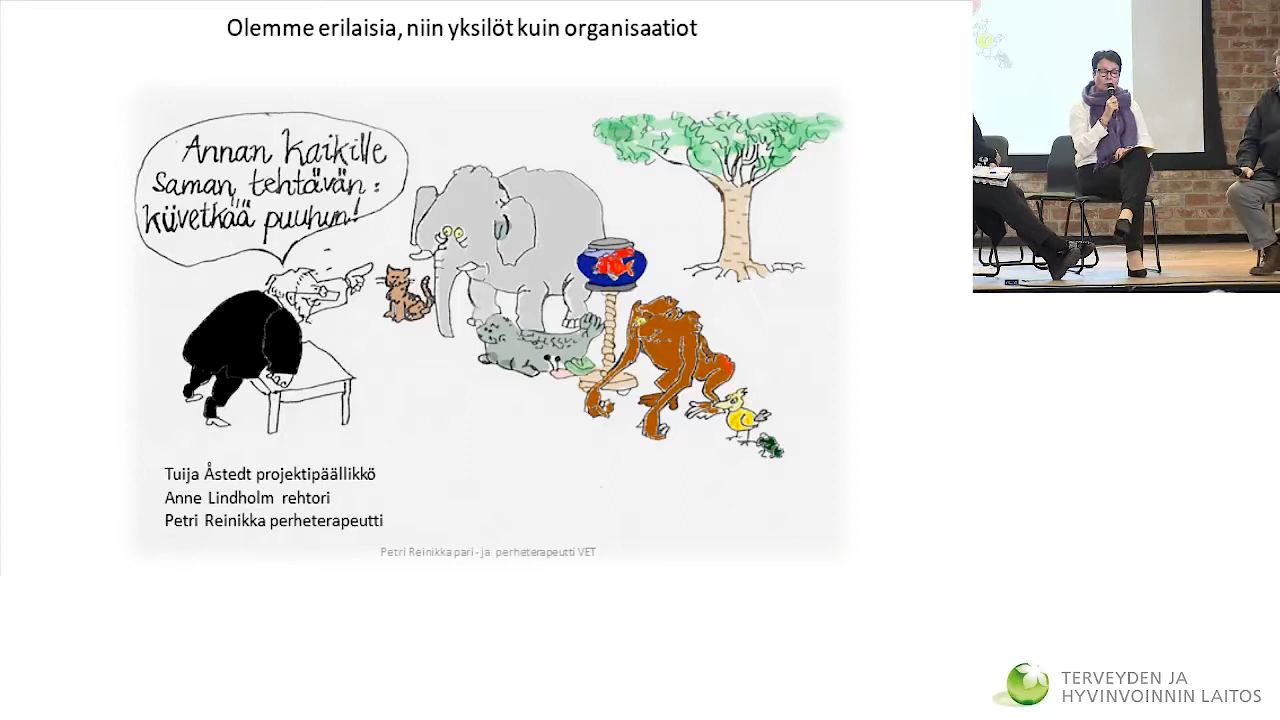 Olemme erilaisia, niin yksilöt kuin organisaatiot
Annan kaikille
saman tehtävän:
küvetkää puuhun!
Tuija Åstedt projektipäällikkö
Anne Lindholm rehtori
Petri Reinikka perheterapeutti
Petri Reinikka pari- ja perheterapeutti VET
TERVEYDEN JA
HYVINVOINNIN LAITOS